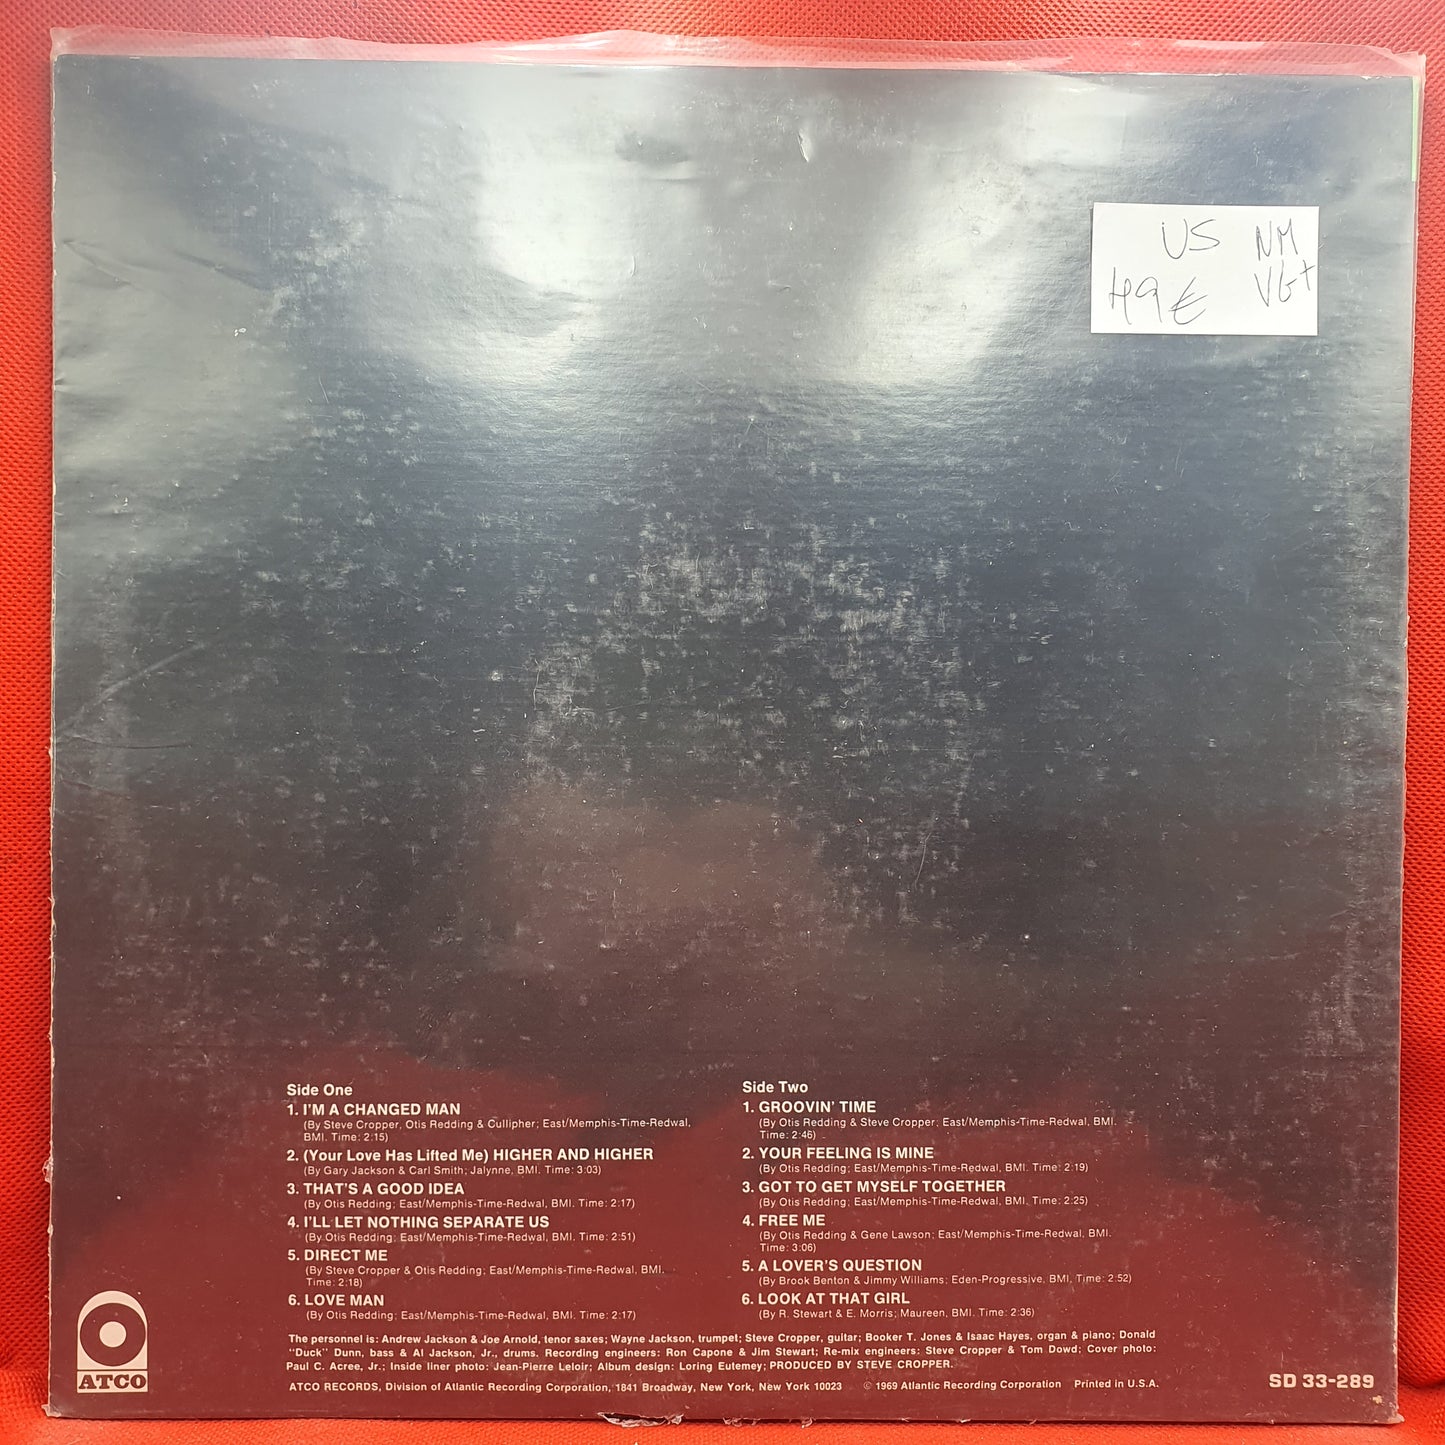 US NM
49€ VG+
Side One
1. I'M A CHANGED MAN
(By Steve Cropper, Otis Redding & Cullipher; East/Memphis-Time-Redwal,
BMI. Time: 2:15)
2. (Your Love Has Lifted Me) HIGHER AND HIGHER
(By Gary Jackson & Carl Smith; Jalynne, BMI. Time: 3:03)
3. THAT'S A GOOD IDEA
(By Otis Redding; East/Memphis-Time-Redwal, BMI. Time: 2:17)
4. I'LL LET NOTHING SEPARATE US
(By Otis Redding; East/Memphis-Time-Redwal, BMI. Time: 2:51)
5. DIRECT ME
(By Steve Cropper & Otis Redding; East/Memphis-Time-Redwal, BMI.
Time: 2:18)
6. LOVE MAN
(By Otis Redding; East/Memphis-Time-Redwal, BMI. Time: 2:17)
Side Two
1. GROOVIN' TIME
(By Otis Redding & Steve Cropper; East/Memphis-Time-Redwal, BMI.
Time: 2:46)
2. YOUR FEELING IS MINE
(By Otis Redding; East/Memphis-Time-Redwal, BMI. Time: 2:19)
3. GOT TO GET MYSELF TOGETHER
(By Otis Redding; East/Memphis-Time-Redwal, BMI. Time: 2:25)
4. FREE ME
(By Otis Redding & Gene Lawson; East/Memphis-Time-Redwal, BMI.
Time: 3:06)
5. A LOVER'S QUESTION
(By Brook Benton & Jimmy Williams; Eden-Progressive, BMI, Time: 2:52)
6. LOOK AT THAT GIRL
(By R. Stewart & E. Morris; Maureen, BMI. Time: 2:36)
The personnel is: Andrew Jackson & Joe Arnold, tenor saxes; Wayne Jackson, trumpet; Steve Cropper, guitar; Booker T. Jones & Isaac Hayes, organ & piano; Donald
"Duck" Dunn, bass & Al Jackson, Jr., drums. Recording engineers: Ron Capone & Jim Stewart; Re-mix engineers: Steve Cropper & Tom Dowd; Cover photo:
Paul C. Acree, Jr.; Inside liner photo: Jean-Pierre Leloir; Album design: Loring Eutemey; PRODUCED BY STEVE CROPPER.
ATCO RECORDS, Division of Atlantic Recording Corporation, 1841 Broadway, New York, New York 10023 © 1969 Atlantic Recording Corporation Printed in U.S.A.
ATCO
SD 33-289